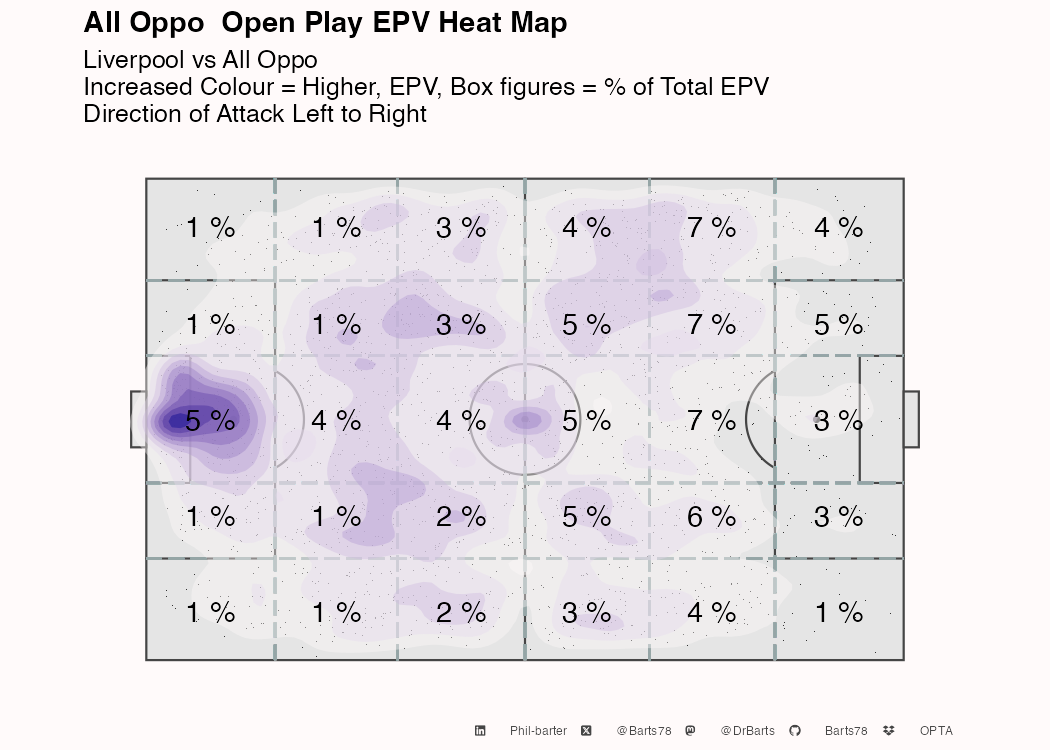 All Oppo  Open Play EPV Heat Map
Liverpool vs All Oppo
Increased Colour = Higher, EPV, Box figures = % of Total EPV
Direction of Attack Left to Right
1 % 1 % 3 % 4 % 7 % 4 %
1 % 1 % 3 % 5 % 7 % 5 %
5 % 4 % 4 % 5 % 7 % 3 %
1 % 1 % 2 % 5 % 6 % 3 %
1 % 1 % 2 % 3 % 4 % 1 %
Phil-barter @Barts78 @DrBarts Barts78 OPTA